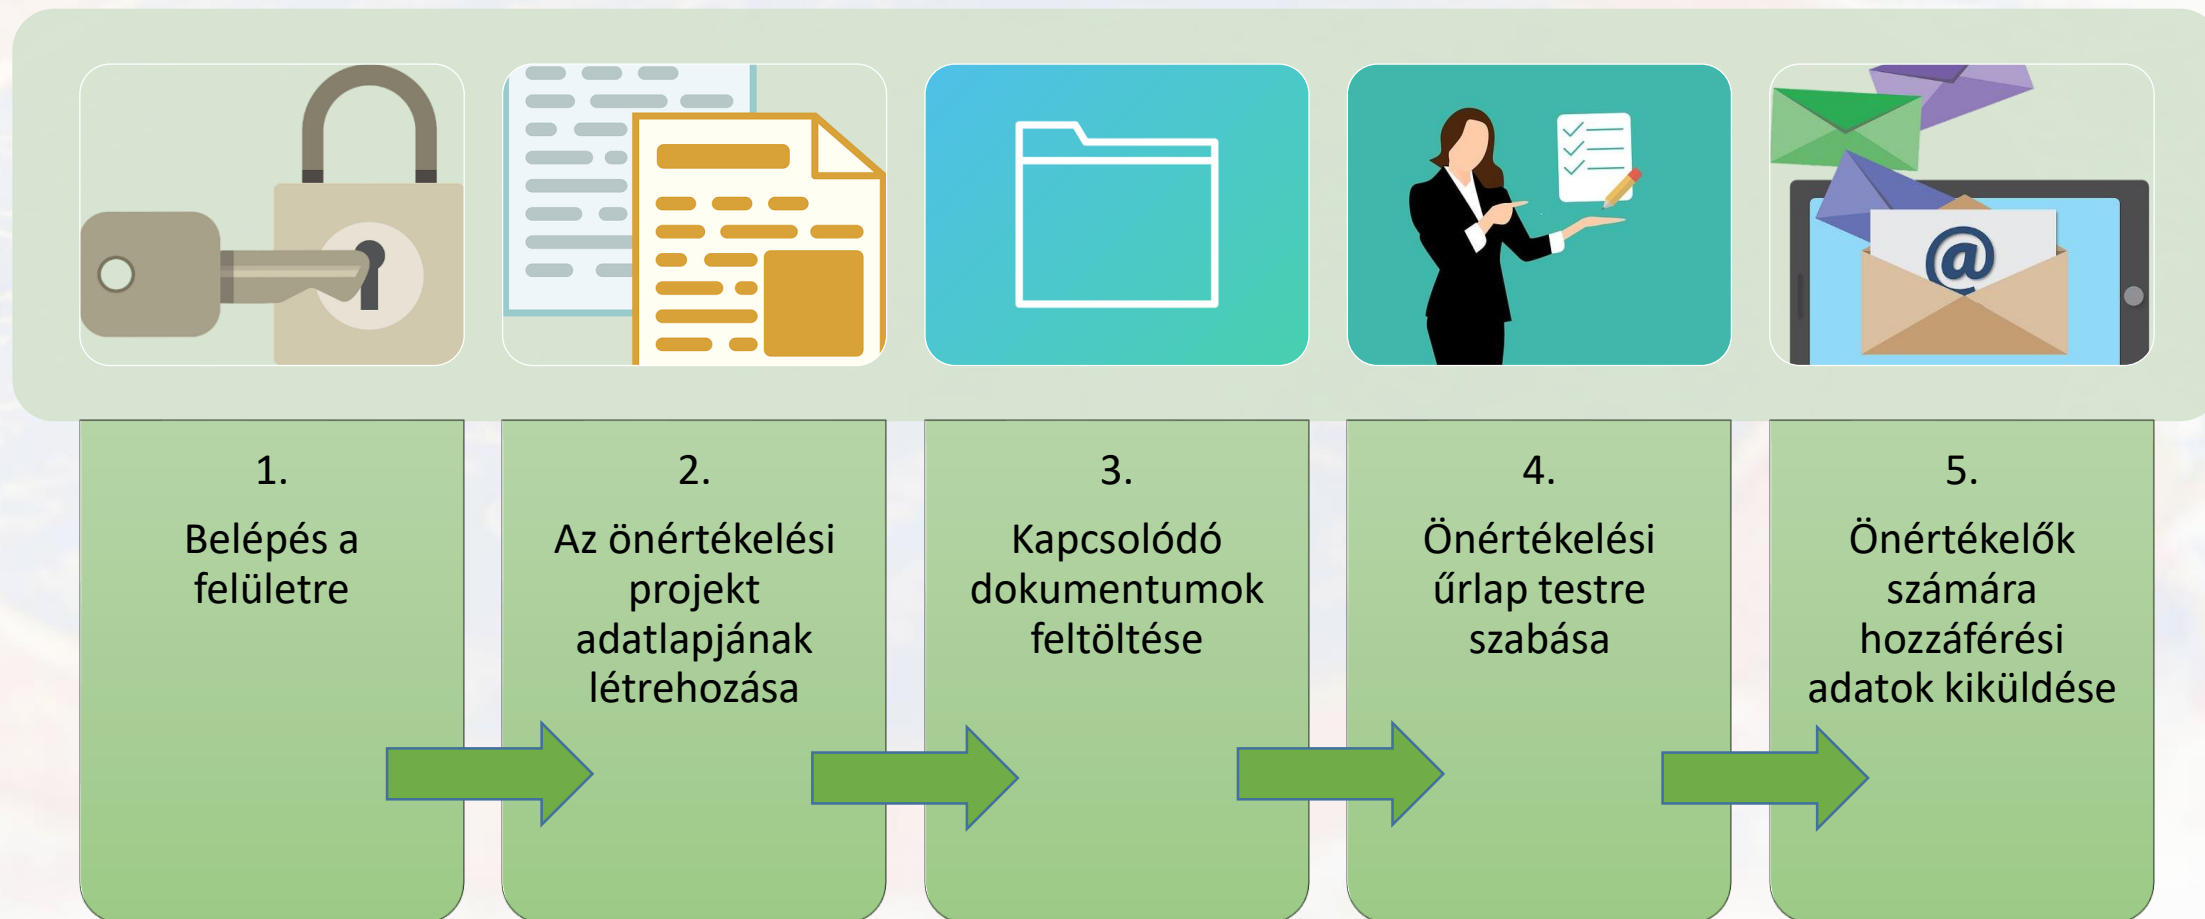 @
1.
Belépés a
felületre
2.
Az önértékelési
projekt
adatlapjának
létrehozása
3.
Kapcsolódó
dokumentumok
feltöltése
4.
Önértékelési
űrlap testre
szabása
5.
Önértékelők
számára
hozzáférési
adatok kiküldése